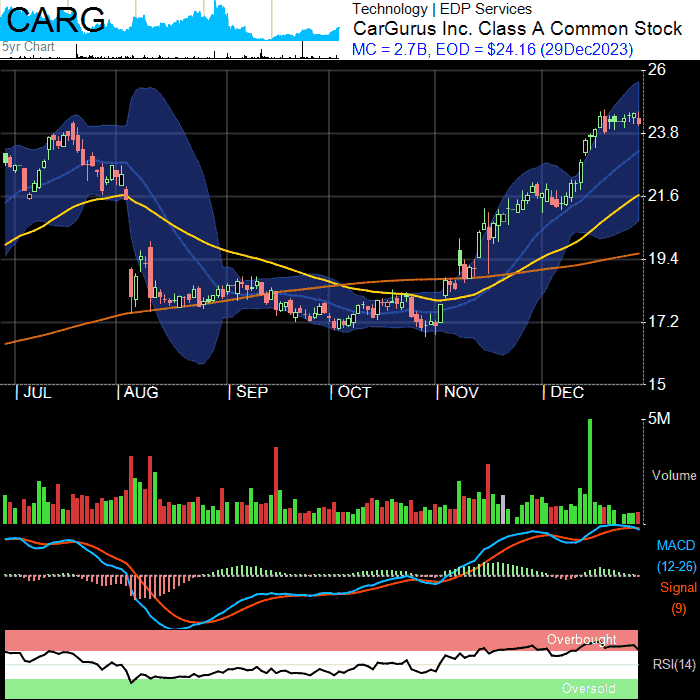 CARG
5yr Chart
Technology | EDP Services
CarGurus Inc. Class A Common Stock
MC = 2.7B, EOD = $24.16 (29Dec2023)
26
23.8
21.6
19.4
17.2
15
| JUL | AUG | SEP | OCT | NOV | DEC
5M
Volume
MACD
(12-26)
Signal
(9)
Overbought
RSI(14)
Oversold